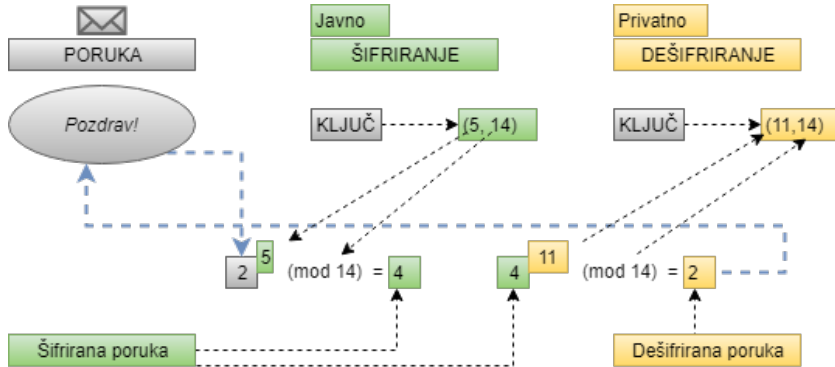 Javno
Privatno
PORUKA
ŠIFRIRANJE
DEŠIFRIRANJE
Pozdrav!
KLJUČ
(5, 14)
KLJUČ
(11,14)
2 5 (mod 14) = 4
4 11 (mod 14) = 2
Šifrirana poruka
Dešifrirana poruka